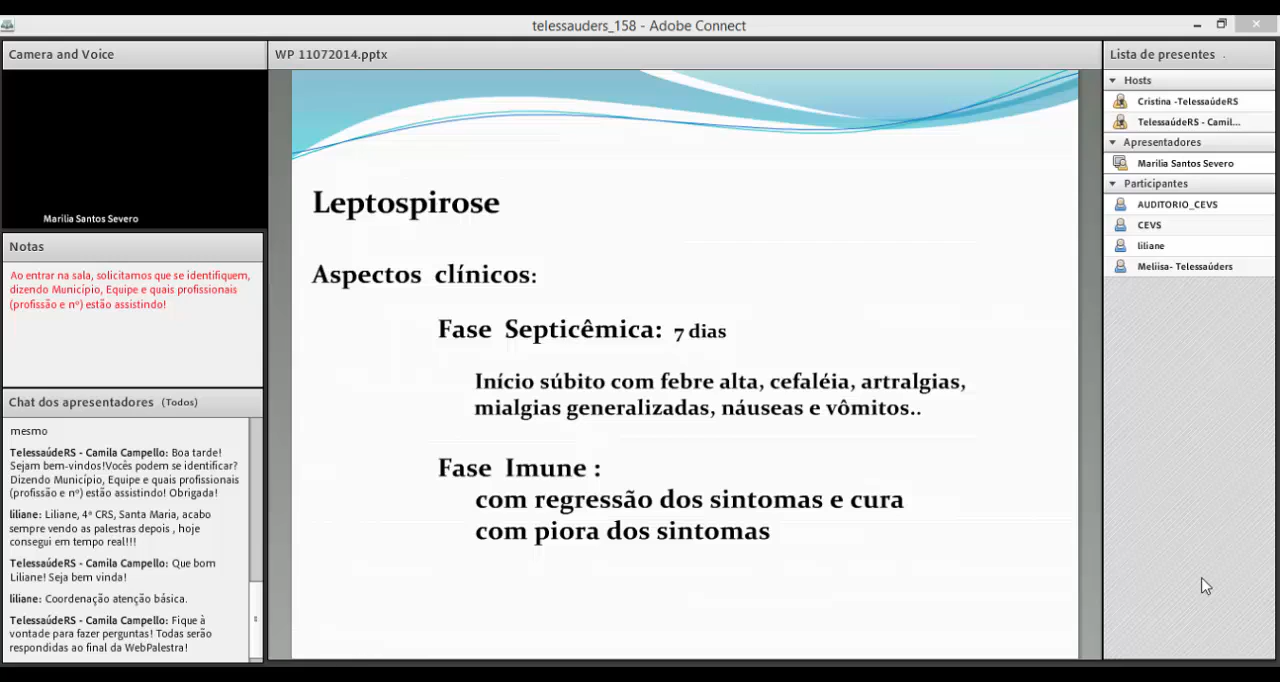 telessauders_158 - Adobe Connect
Camera and Voice
Marilia Santos Severo
Notas
Ao entrar na sala, solicitamos que se identifiquem,
dizendo Município, Equipe e quais profissionais
(profissão e nº) estão assistindo!
Chat dos apresentadores (Todos)
mesmo
TelessaúdeRS - Camila Campello: Boa tarde!
Sejam bem-vindos!Vocês podem se identificar?
Dizendo Município, Equipe e quais profissionais
(profissão e nº) estão assistindo! Obrigada!
liliane: Liliane, 4ª CRS, Santa Maria, acabo
sempre vendo as palestras depois , hoje
consegui em tempo real!!!
TelessaúdeRS - Camila Campello: Que bom
Liliane! Seja bem vinda!
liliane: Coordenação atenção básica.
TelessaúdeRS - Camila Campello: Fique à
vontade para fazer perguntas! Todas serão
respondidas ao final da WebPalestra!
WP 11072014.pptx
Leptospirose
Aspectos clínicos:
Fase Septicêmica: 7 dias
Início súbito com febre alta, cefaléia, artralgias,
mialgias generalizadas, náuseas e vômitos..
Fase Imune :
com regressão dos sintomas e cura
com piora dos sintomas
Lista de presentes
Hosts
Cristina -TelessaúdeRS
TelessaúdeRS - Camil...
Apresentadores
Marilia Santos Severo
Participantes
AUDITORIO_CEVS
CEVS
liliane
Meliisa- Telessaúders